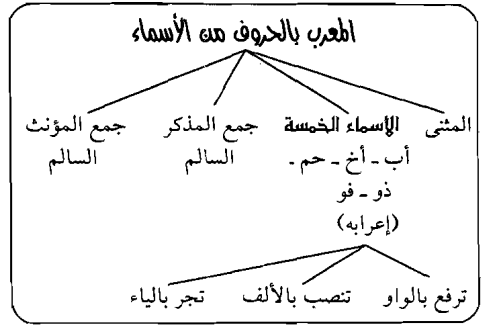 المعرب بالحروف من الأسماء
المثنى الأسماء الخمسة جمع المذكر جمع المؤنث
أب ـ أخ ـ حم ـ السالم السالم
ذو ـ فو
(إعرابه)
ترفع بالواو تنصب بالألف تجر بالياء